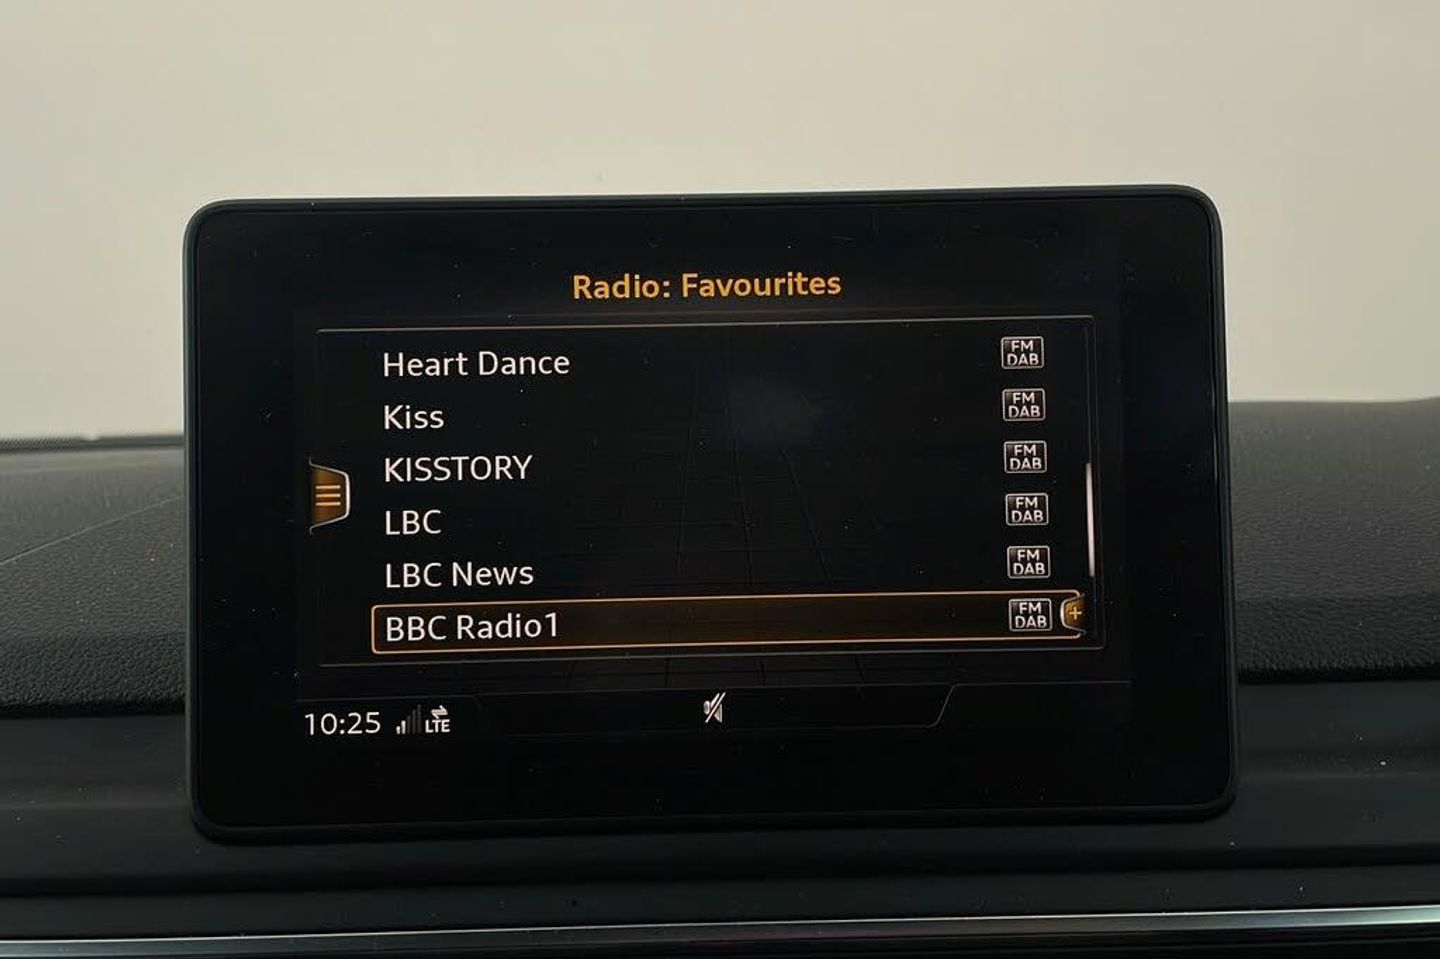 Radio: Favourites
Heart Dance FM DAB
Kiss FM DAB
KISSTORY FM DAB
LBC FM DAB
LBC News FM DAB
BBC Radio1 FM DAB +
10:25 LTE